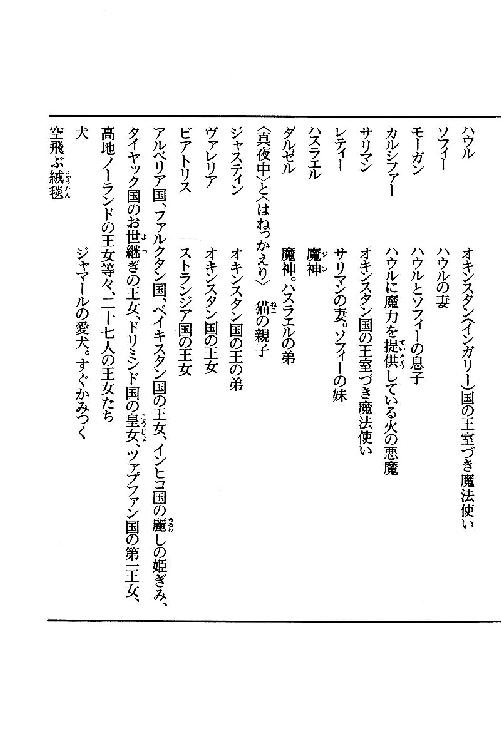 ハウル　オキンスタン（インガリー）国の王室づき魔法使い
ソフィー　ハウルの妻
モーガン　ハウルとソフィーの息子
カルシファー　ハウルに魔力を提供している火の悪魔
サリマン　オキンスタン国の王室づき魔法使い
レティー　サリマンの妻。ソフィーの妹
ハスラエル　魔神
ダルゼル　魔神。ハスラエルの弟
〈真夜中〉と〈はねっかえり〉　猫の親子
ジャスティン　オキンスタン国の王の弟
ヴァレリア　オキンスタン国の王女
ビアトリス　ストランジア国の王女
アルベリア国、ファルクタン国、ペイキスタン国の王女、インヒコ国の麗しの姫ぎみ、
タイヤック国のお世継ぎの王女、ドリミンド国の皇女、ツァプファン国の第一王女、
高地ノーランドの王女等々、二十七人の王女たち
犬　ジャマールの愛犬。すぐかみつく
空飛ぶ絨毯